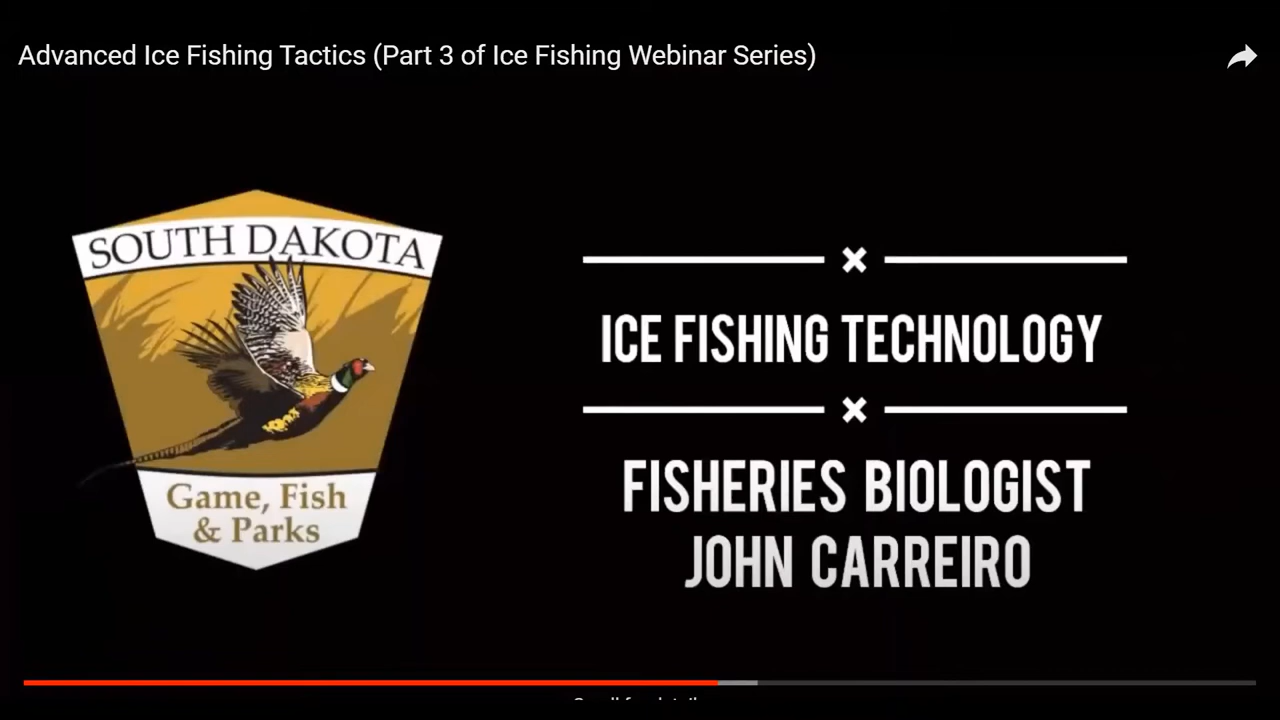 Advanced Ice Fishing Tactics (Part 3 of Ice Fishing Webinar Series)
SOUTH DAKOTA
Game, Fish
& Parks
ICE FISHING TECHNOLOGY
FISHERIES BIOLOGIST
JOHN CARREIRO